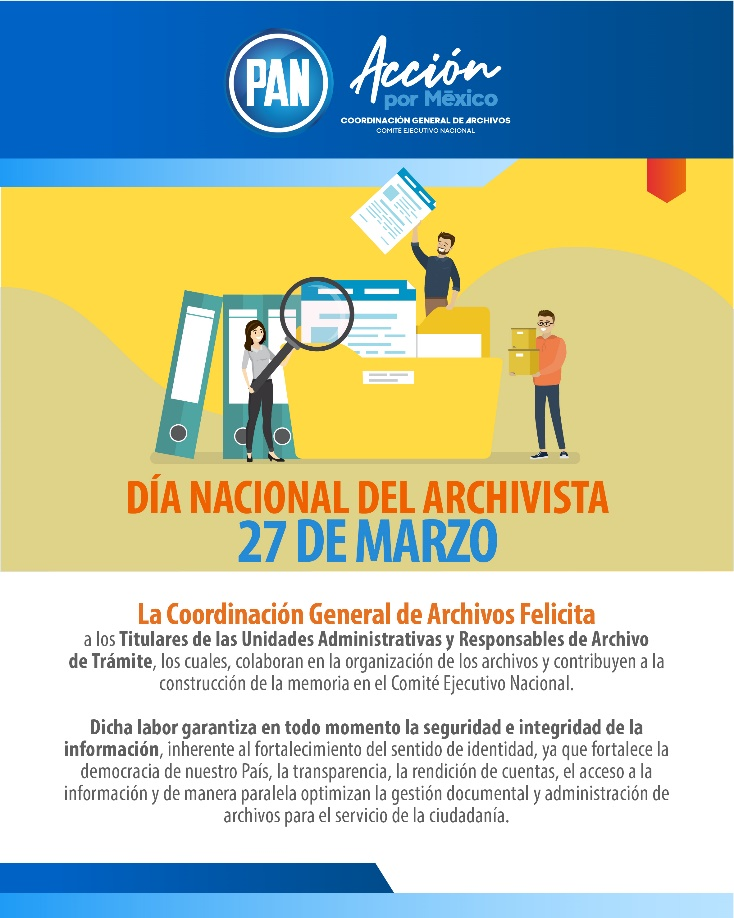 PAN
Acción
por México
COORDINACIÓN GENERAL DE ARCHIVOS
COMITÉ EJECUTIVO NACIONAL
DÍA NACIONAL DEL ARCHIVISTA
27 DE MARZO
La Coordinación General de Archivos Felicita
a los Titulares de las Unidades Administrativas y Responsables de Archivo
de Trámite, los cuales, colaboran en la organización de los archivos y contribuyen a la
construcción de la memoria en el Comité Ejecutivo Nacional.
Dicha labor garantiza en todo momento la seguridad e integridad de la
información, inherente al fortalecimiento del sentido de identidad, ya que fortalece la
democracia de nuestro País, la transparencia, la rendición de cuentas, el acceso a la
información y de manera paralela optimizan la gestión documental y administración de
archivos para el servicio de la ciudadanía.